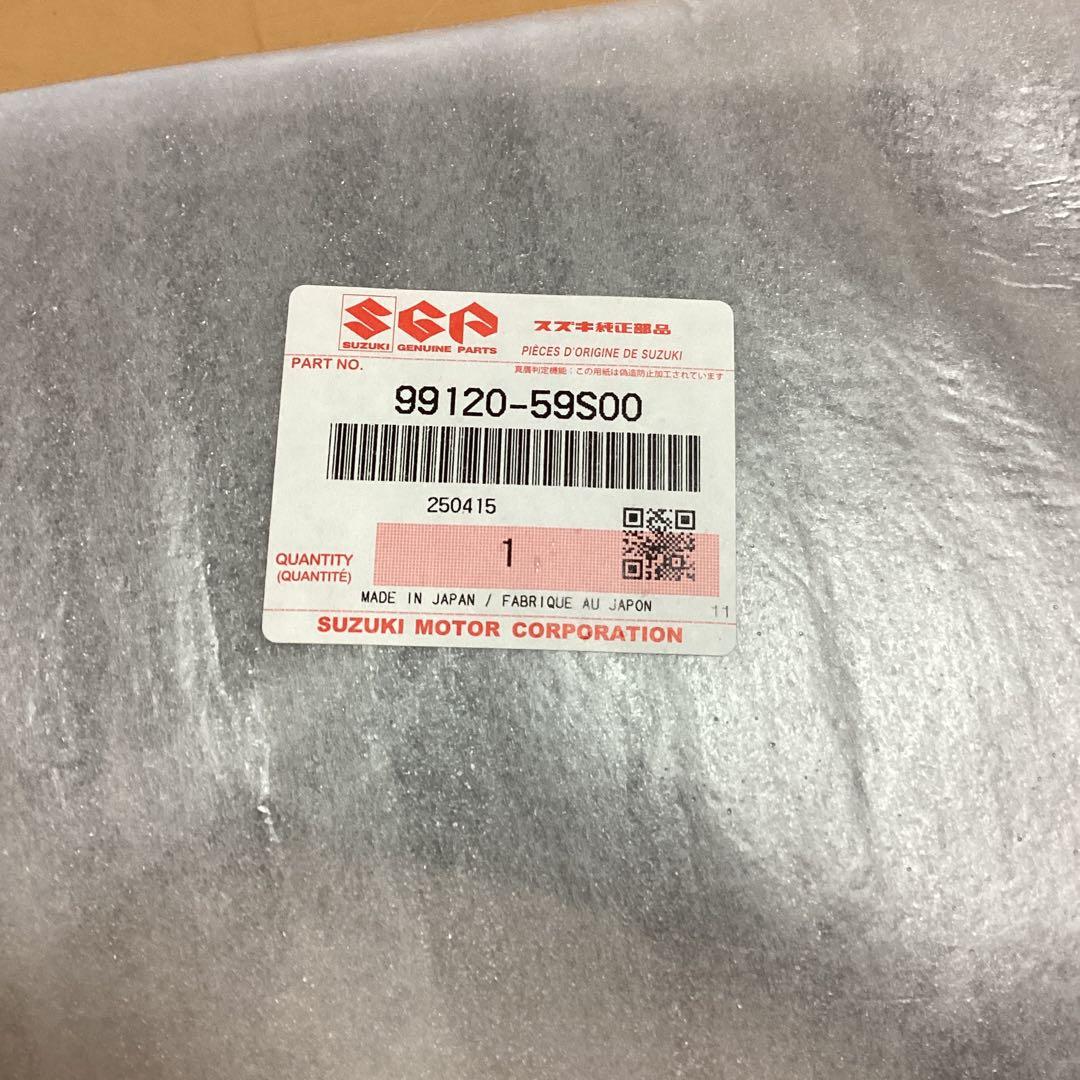 SGP
スズキ純正部品
SUZUKI GENUINE PARTS
PIÈCES D'ORIGINE DE SUZUKI
PART NO.
真贋判定機能：この用紙は偽造防止加工されています
99120-59S00
250415
QUANTITY
(QUANTITÉ)
1
MADE IN JAPAN / FABRIQUE AU JAPON
11
SUZUKI MOTOR CORPORATION